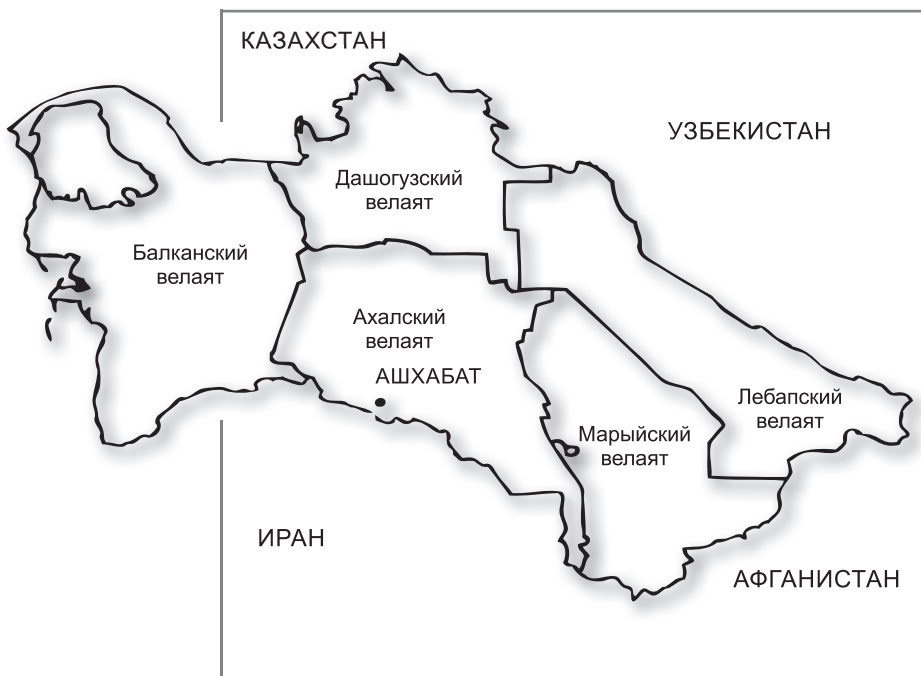 КАЗАХСТАН
УЗБЕКИСТАН
Дашогузский
велаят
Балканский
велаят
Ахалский
велаят
АШХАБАТ
Лебапский
велаят
Марыйский
велаят
ИРАН
АФГАНИСТАН